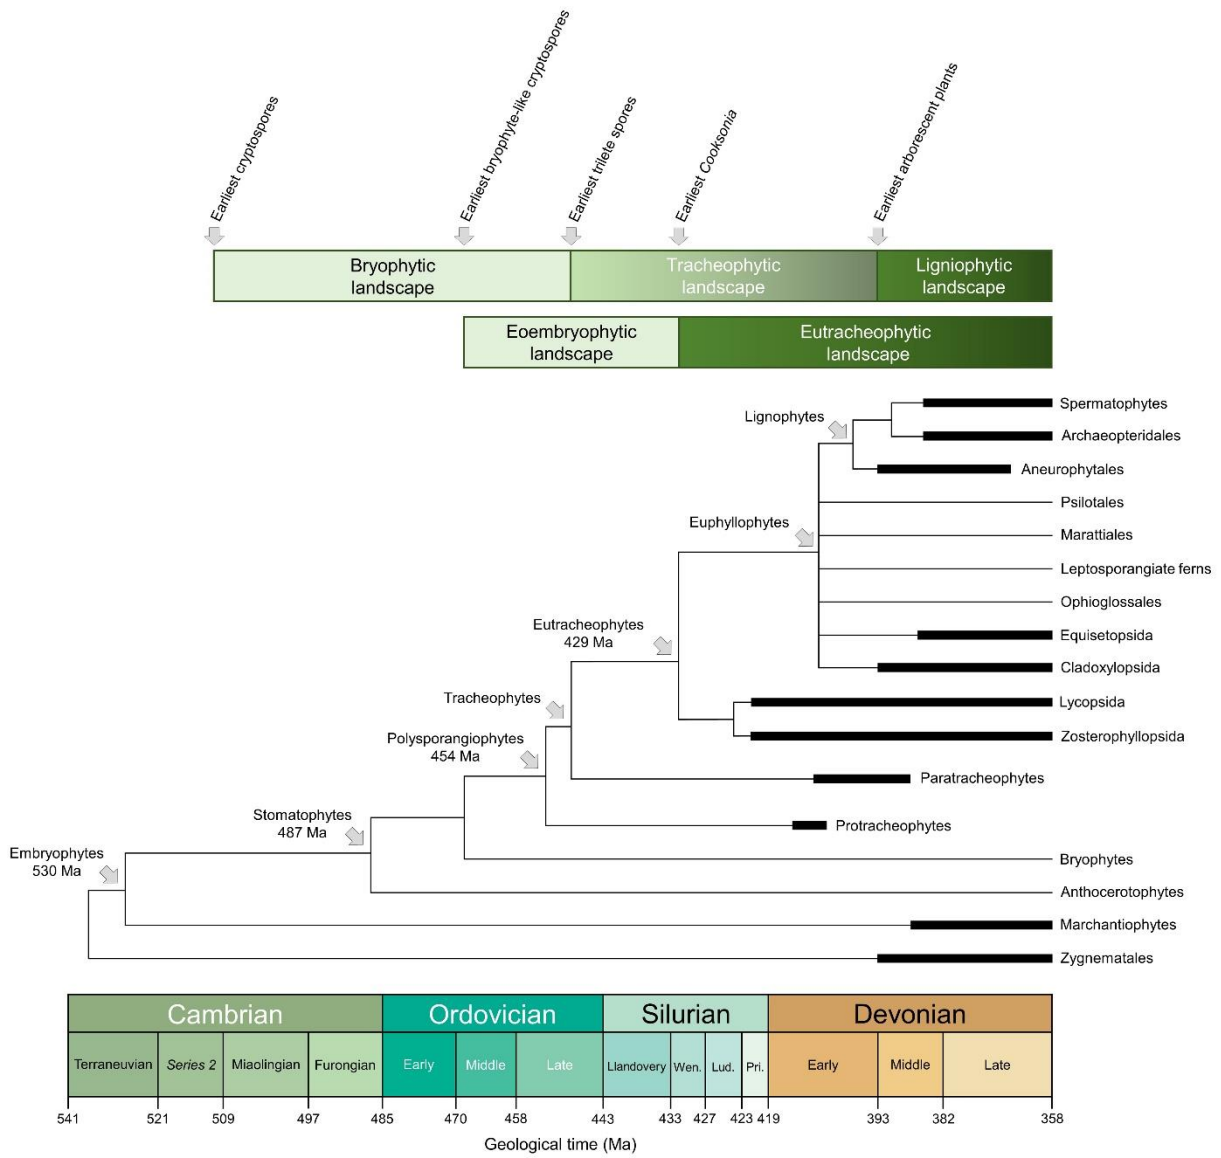 Earliest cryptospores
Earliest bryophyte-like cryptospores
Earliest trilete spores
Earliest Cooksonia
Earliest arborescent plants
Bryophytic
landscape
Tracheophytic
landscape
Ligniophytic
landscape
Eoembryophytic
landscape
Eutracheophytic
landscape
Spermatophytes
Lignophytes
Archaeopteridales
Aneurophytales
Psilotales
Euphyllophytes
Marattiales
Leptosporangiate ferns
Ophioglossales
Eutracheophytes
429 Ma
Equisetopsida
Cladoxylopsida
Tracheophytes
Lycopsida
Polysporangiophytes
454 Ma
Zosterophyllopsida
Paratracheophytes
Stomatophytes
487 Ma
Protracheophytes
Embryophytes
530 Ma
Bryophytes
Anthocerotophytes
Marchantiophytes
Zygnematales
Cambrian Ordovician Silurian Devonian
Terraneuvian Series 2 Miaolingian Furongian Early Middle Late Llandovery Wen. Lud. Pri. Early Middle Late
541 521 509 497 485 470 458 443 433 427 423 419 393 382 358
Geological time (Ma)